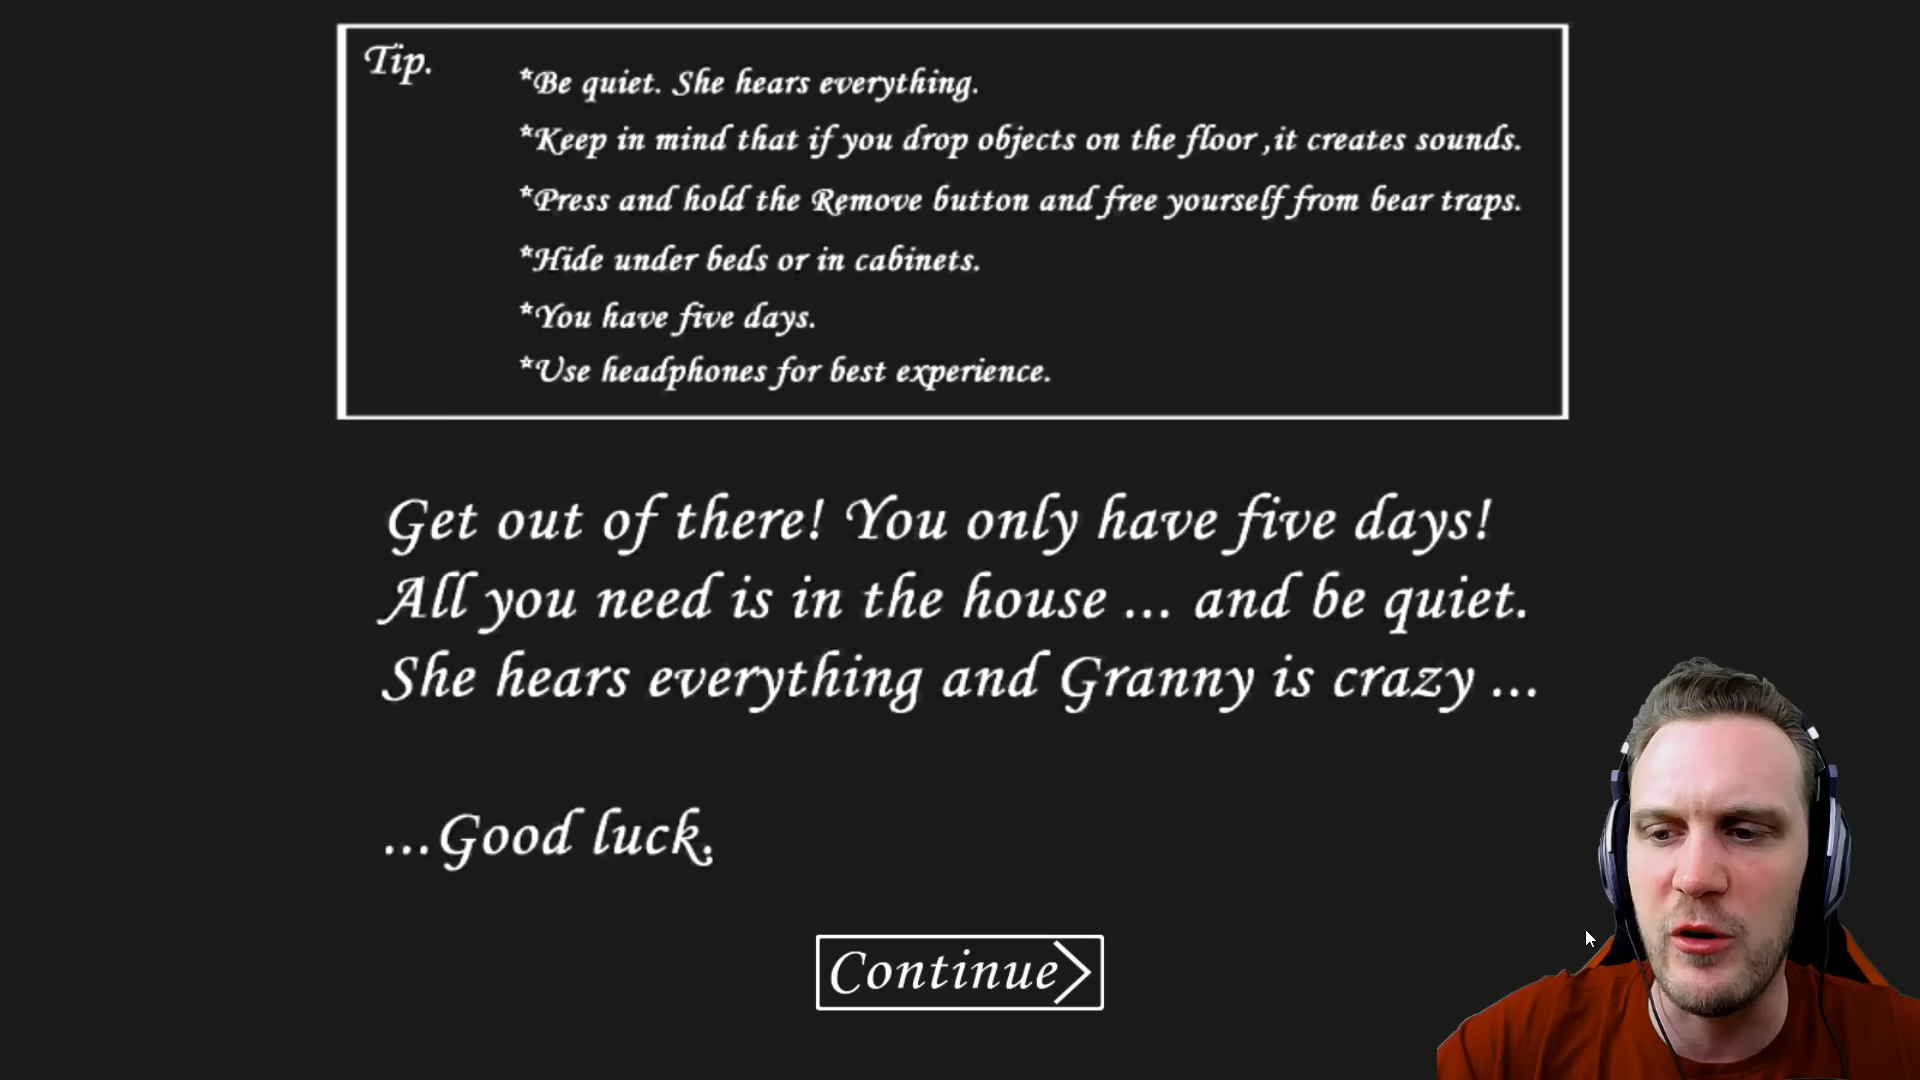 Tip.
*Be quiet. She hears everything.
*Keep in mind that if you drop objects on the floor ,it creates sounds.
*Press and hold the Remove button and free yourself from bear traps.
*Hide under beds or in cabinets.
*You have five days.
*Use headphones for best experience.
Get out of there! You only have five days!
All you need is in the house ... and be quiet.
She hears everything and Granny is crazy ...
...Good luck.
Continue